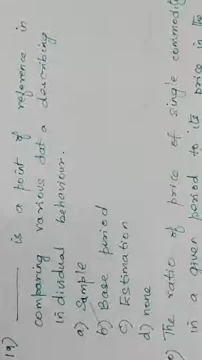 19) ______ is a point of reference in
comparing various data describing
individual behaviour.
a) Sample
b) Base period
c) Estimation
d) none
The ratio of price of single commodity
in a given period to its price in the